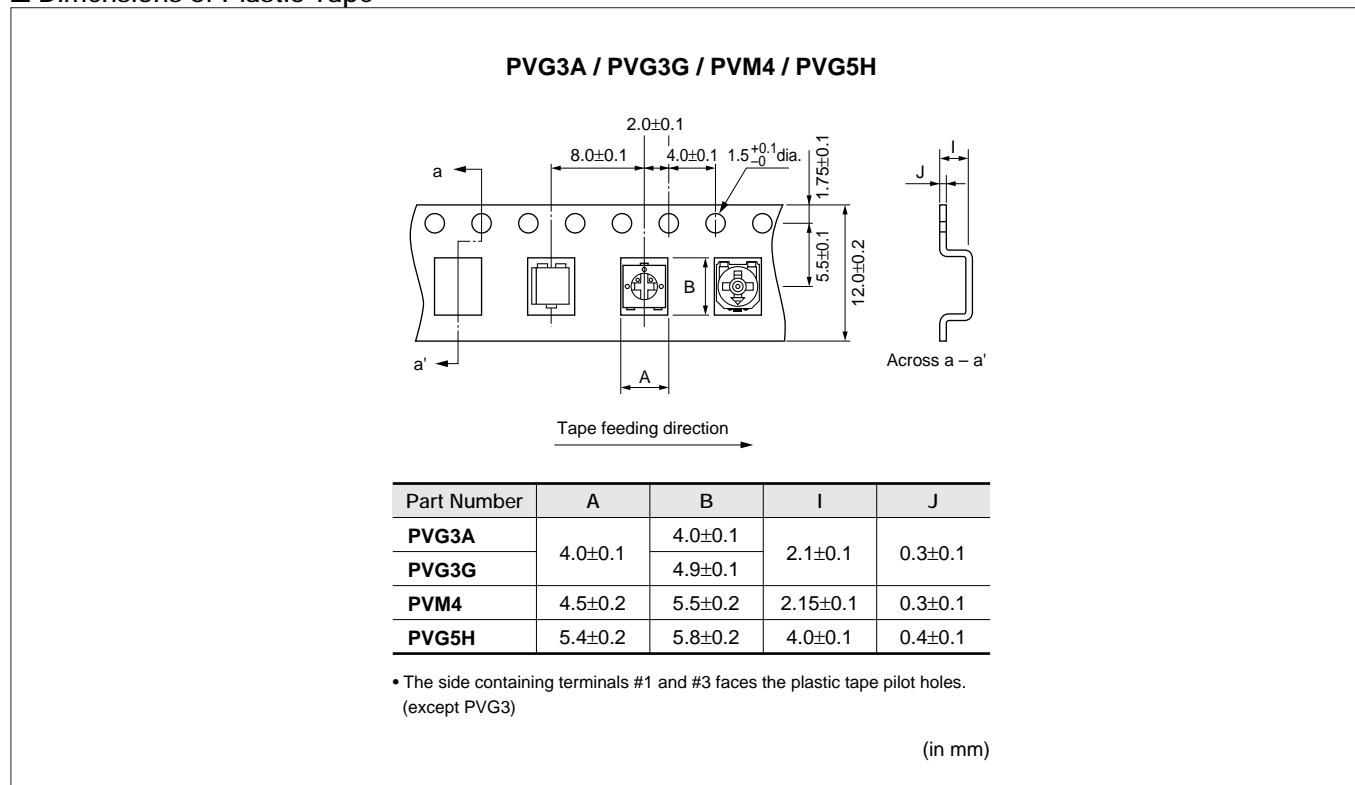 PVG3A / PVG3G / PVM4 / PVG5H
2.0±0.1
8.0±0.1 4.0±0.1 1.5 +0.1 −0 dia.
1.75±0.1
I
J
a
5.5±0.1
12.0±0.2
B
a'
A
Across a – a'
Tape feeding direction
Part Number A B I J
PVG3A 4.0±0.1 4.0±0.1 2.1±0.1 0.3±0.1
PVG3G 4.9±0.1
PVM4 4.5±0.2 5.5±0.2 2.15±0.1 0.3±0.1
PVG5H 5.4±0.2 5.8±0.2 4.0±0.1 0.4±0.1
• The side containing terminals #1 and #3 faces the plastic tape pilot holes.
(except PVG3)
(in mm)